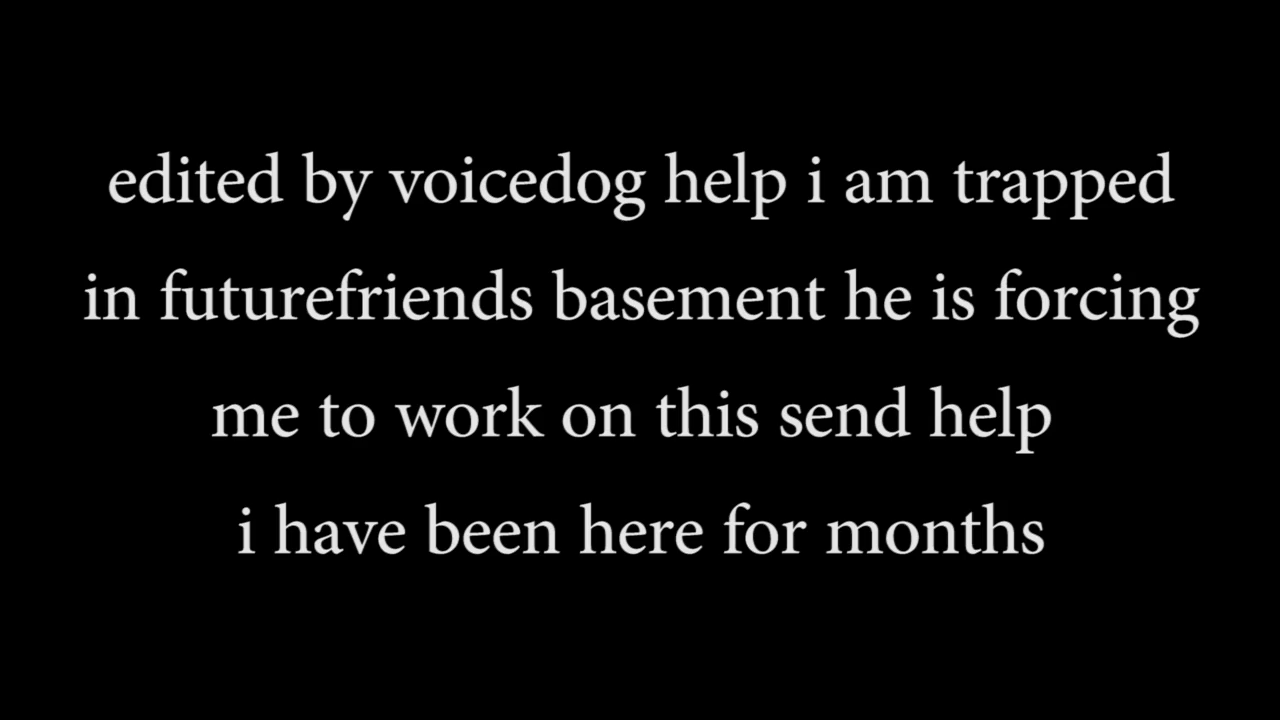 edited by voicedog help i am trapped
in futurefriends basement he is forcing
me to work on this send help
i have been here for months